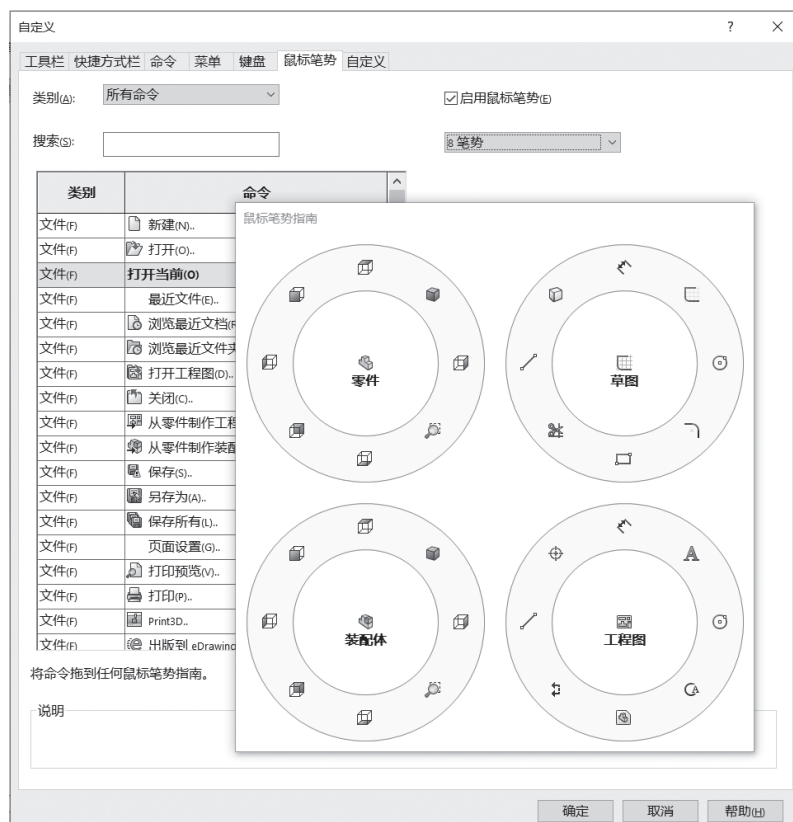 自定义
? ×
工具栏 快捷方式栏 命令 菜单 键盘 鼠标笔势 自定义
类别(A): 所有命令
启用鼠标笔势(E)
搜索(S):
8 笔势
类别 命令
鼠标笔势指南
文件(F) 新建(N)..
文件(F) 打开(O)..
文件(F) 打开当前(O)
文件(F) 最近文件(E)..
文件(F) 浏览最近文档(R
文件(F) 浏览最近文件夹
文件(F) 打开工程图(D)..
文件(F) 关闭(C)..
文件(F) 从零件制作工程
文件(F) 从零件制作装配
文件(F) 保存(S)..
文件(F) 另存为(A)..
文件(F) 保存所有(L)..
文件(F) 页面设置(G)..
文件(F) 打印预览(V)..
文件(F) 打印(P)..
文件(F) Print3D..
文件(F) 出版到 eDrawing
零件
草图
装配体
工程图
A
A
将命令拖到任何鼠标笔势指南。
说明
确定 取消 帮助(H)